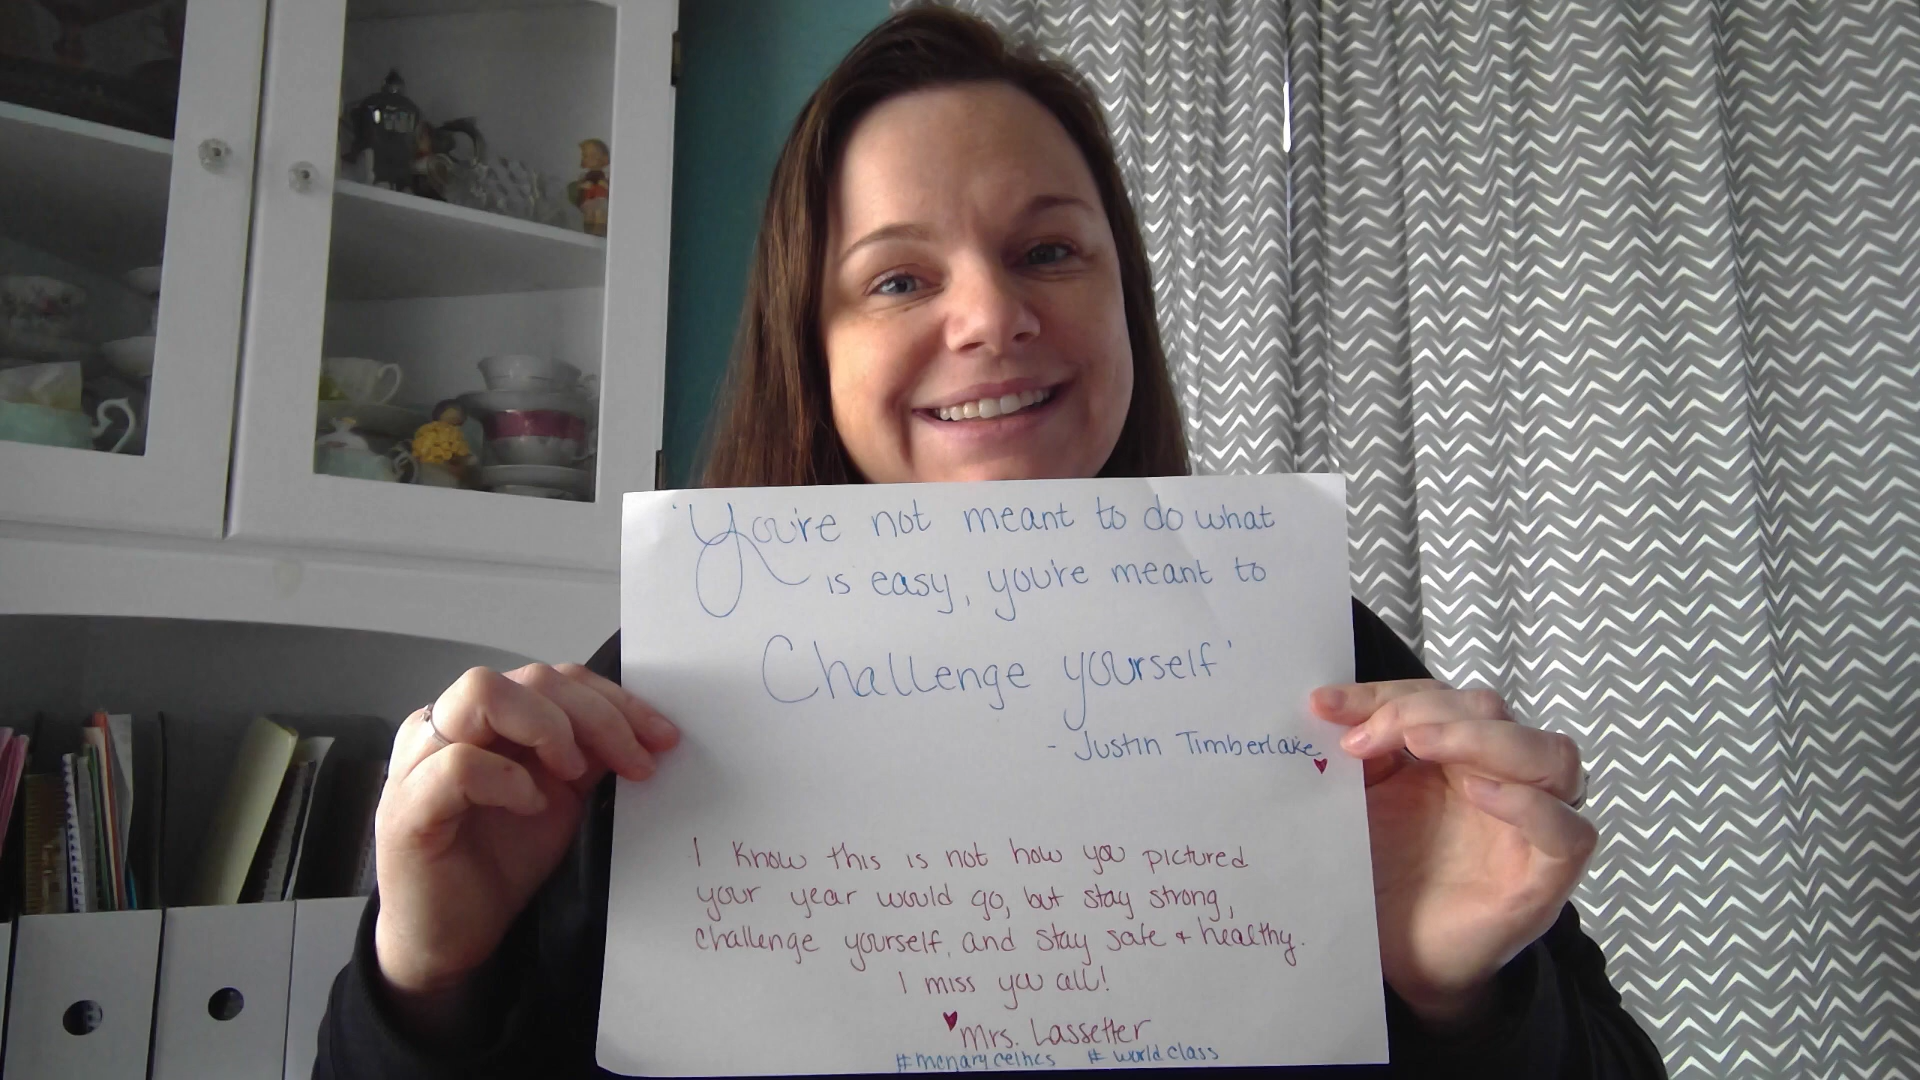 'You're not meant to do what
is easy, you're meant to
Challenge yourself'
- Justin Timberlake
I know this is not how you pictured
your year would go, but stay strong,
challenge yourself, and stay safe + healthy.
I miss you all!
Mrs. Lassetter
#mcnaryceltics #worldclass